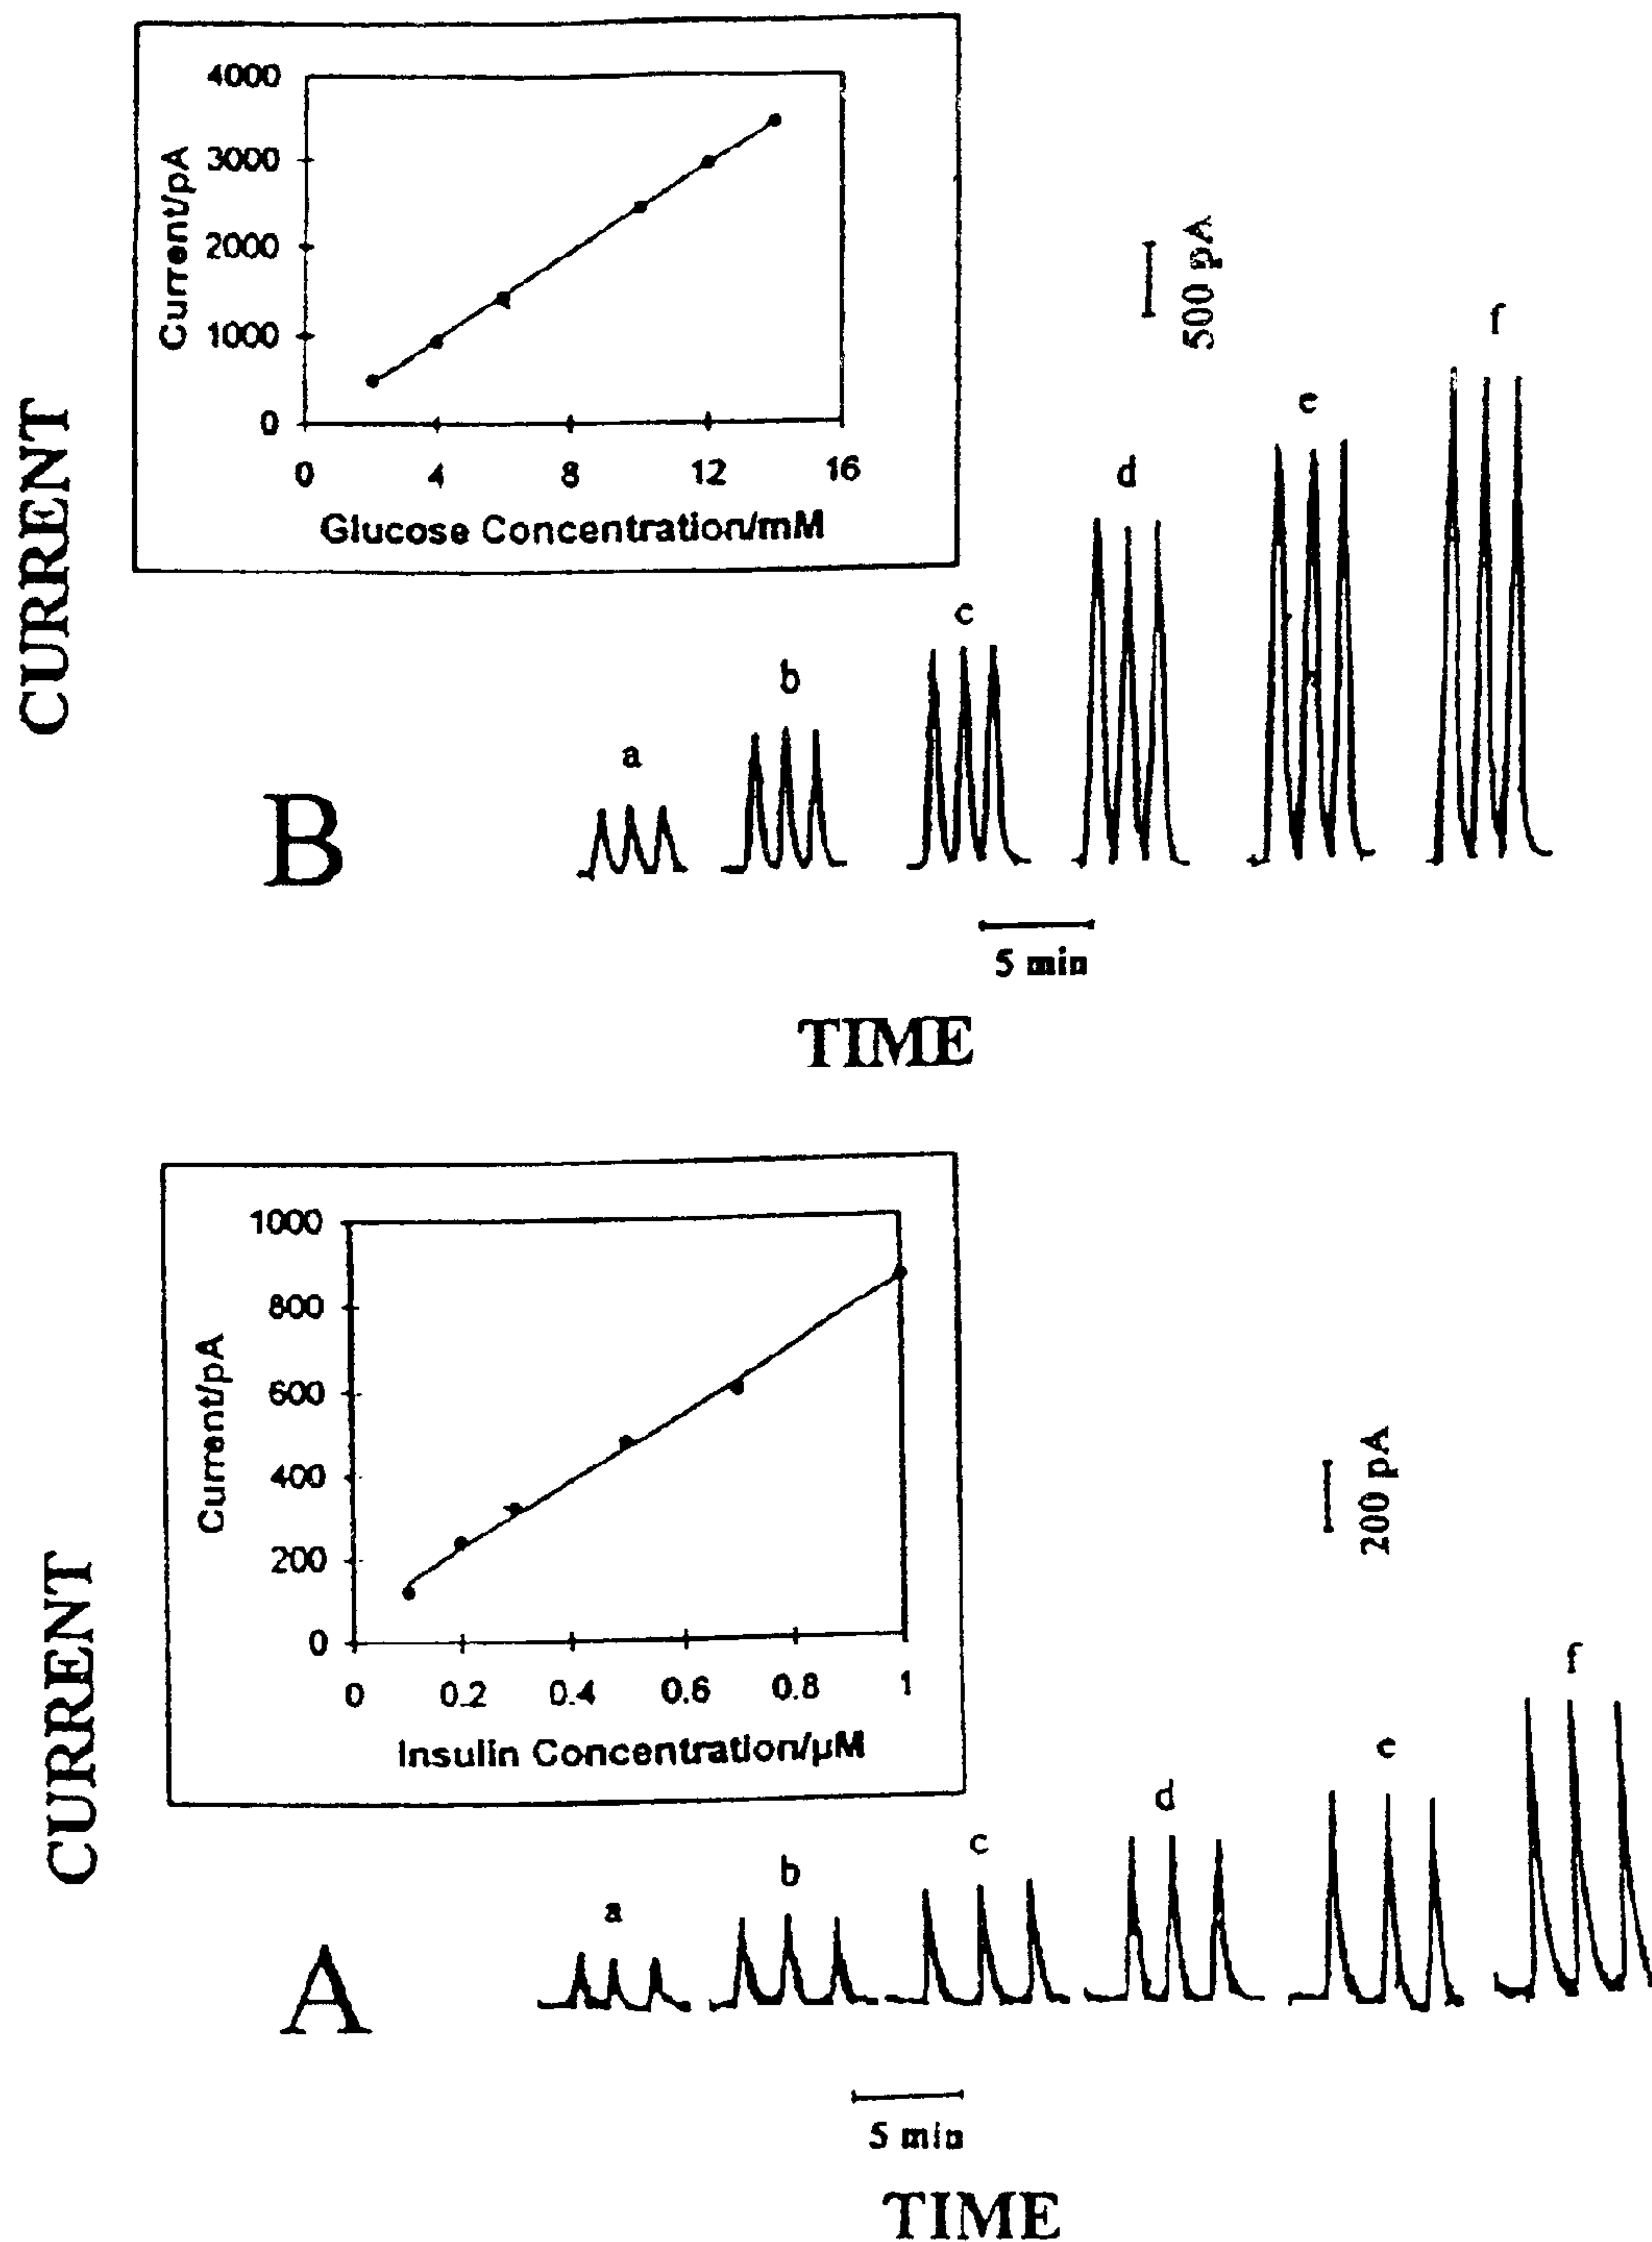 4000
3000
2000
1000
0
Current/pA
0 4 8 12 16
Glucose Concentration/mM
CURRENT
500 pA
a
b
c
d
e
f
B
5 min
TIME
1000
800
600
400
200
0
Current/pA
0 0.2 0.4 0.6 0.8 1
Insulin Concentration/µM
CURRENT
200 pA
a
b
c
d
e
f
A
5 min
TIME